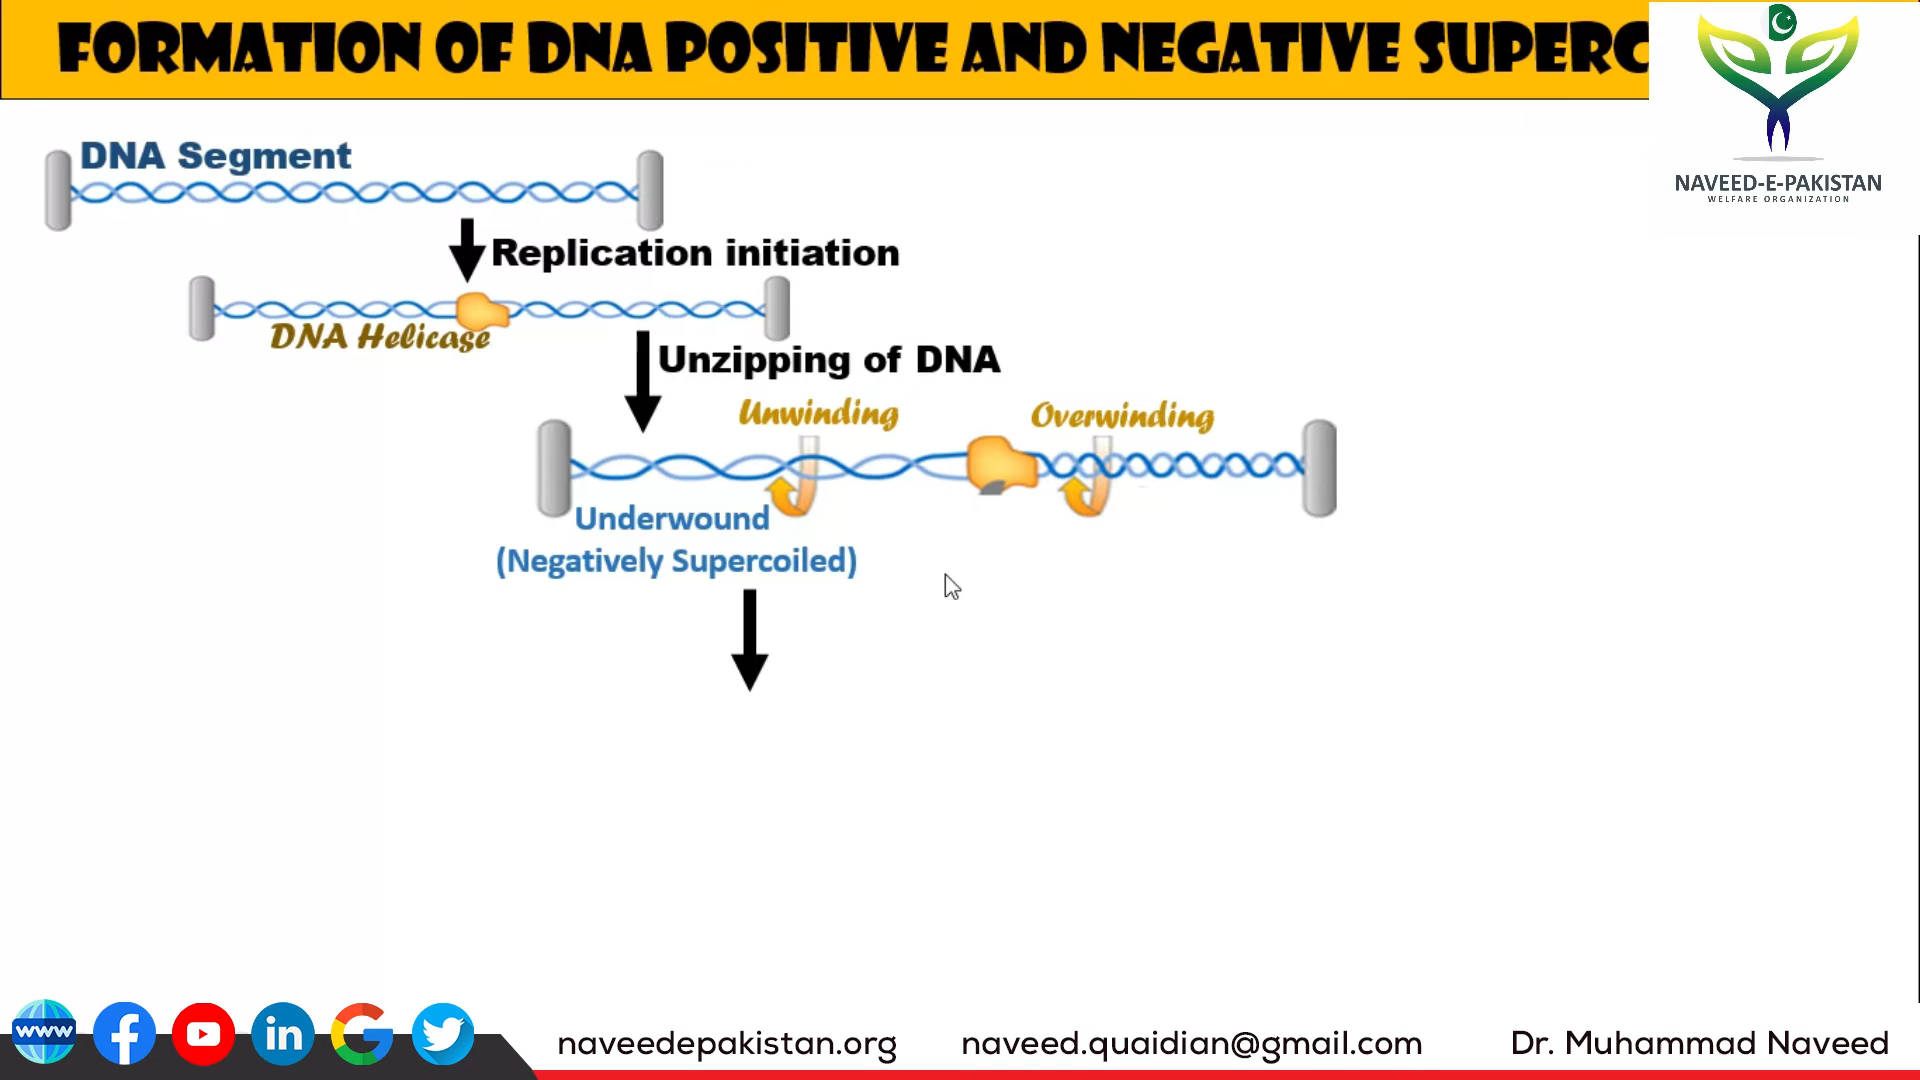 FORMATION OF DNA POSITIVE AND NEGATIVE SUPERC
NAVEED-E-PAKISTAN
WELFARE ORGANIZATION
DNA Segment
Replication initiation
DNA Helicase
Unzipping of DNA
Unwinding
Overwinding
Underwound
(Negatively Supercoiled)
www
in
naveedepakistan.org
naveed.quaidian@gmail.com
Dr. Muhammad Naveed